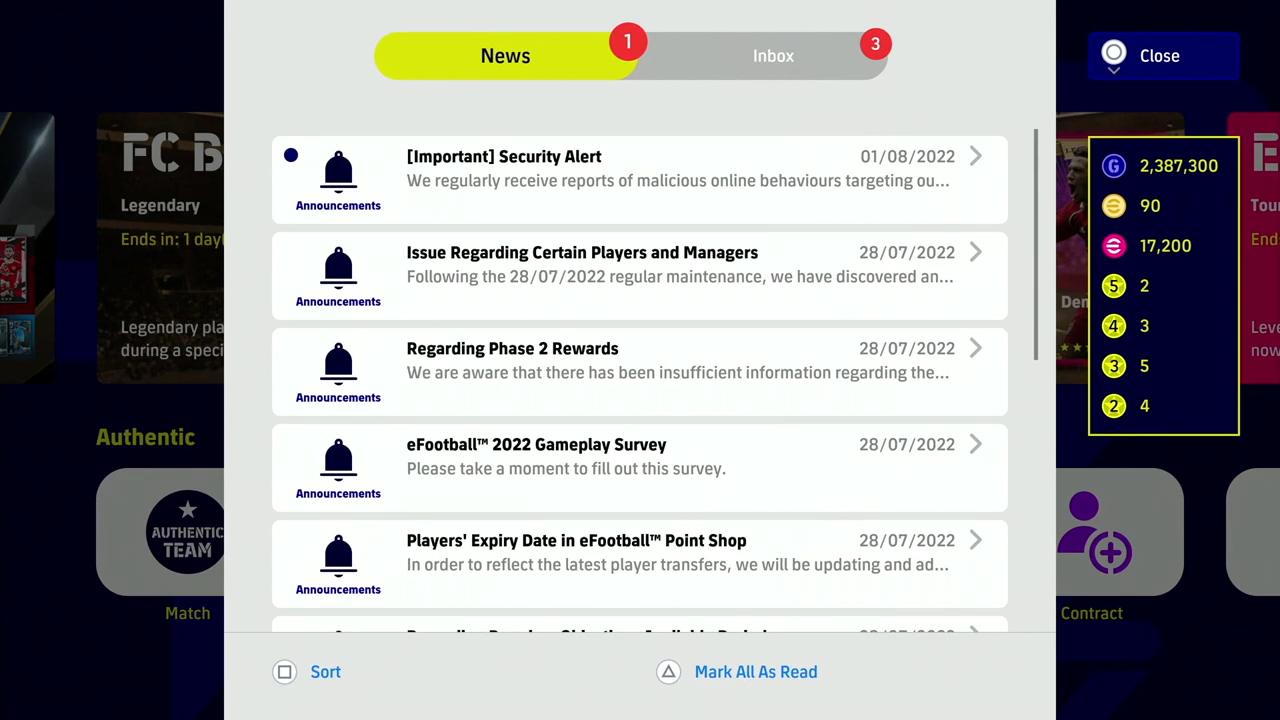 News
1
Inbox
3
Close
FC B
Legendary
Ends in: 1 day
Legendary pla
during a speci
[Important] Security Alert
01/08/2022
We regularly receive reports of malicious online behaviours targeting ou...
Announcements
Issue Regarding Certain Players and Managers
28/07/2022
Following the 28/07/2022 regular maintenance, we have discovered an...
Announcements
Regarding Phase 2 Rewards
28/07/2022
We are aware that there has been insufficient information regarding the...
Announcements
eFootball™ 2022 Gameplay Survey
28/07/2022
Please take a moment to fill out this survey.
Announcements
Players' Expiry Date in eFootball™ Point Shop
28/07/2022
In order to reflect the latest player transfers, we will be updating and ad...
Announcements
G 2,387,300
90
17,200
5 2
4 3
3 5
2 4
Tou
End
Den
Leve
now
Authentic
AUTHENTIC
TEAM
Match
Contract
Sort
Mark All As Read